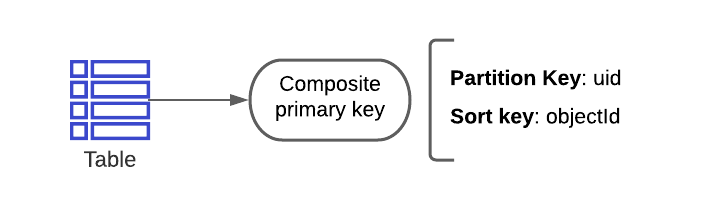 Table
Composite
primary key
Partition Key: uid
Sort key: objectId